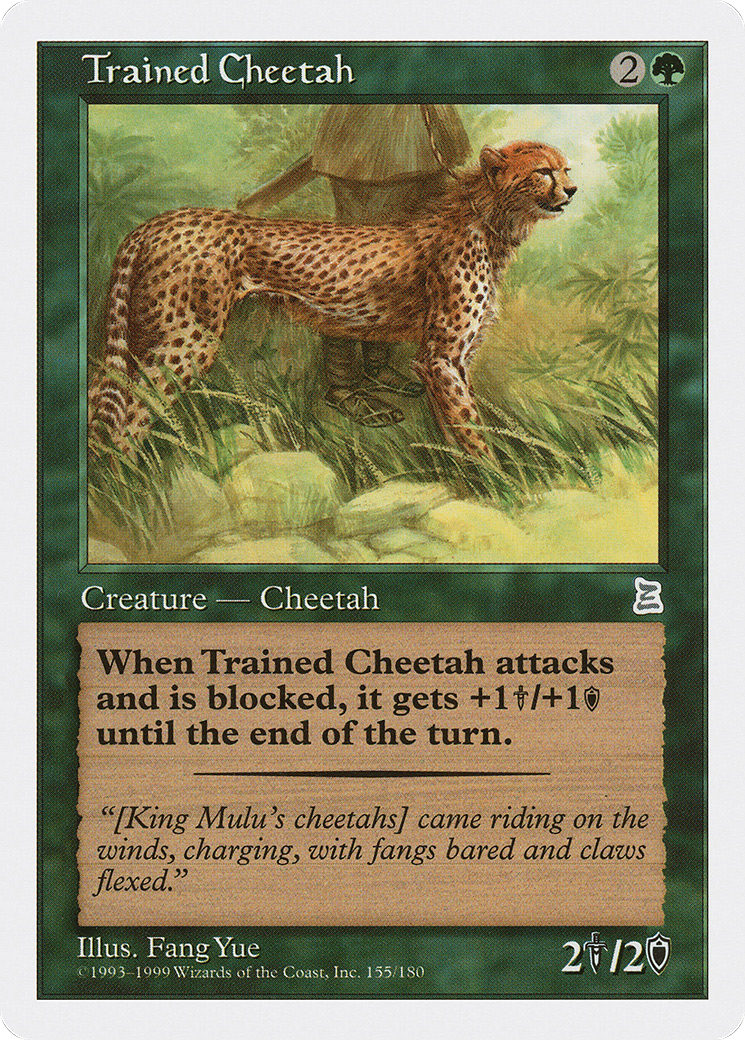 Trained Cheetah 2
Creature — Cheetah
When Trained Cheetah attacks
and is blocked, it gets +1/+1
until the end of the turn.
“[King Mulu’s cheetahs] came riding on the
winds, charging, with fangs bared and claws
flexed.”
Illus. Fang Yue
©1993–1999 Wizards of the Coast, Inc. 155/180
2/2